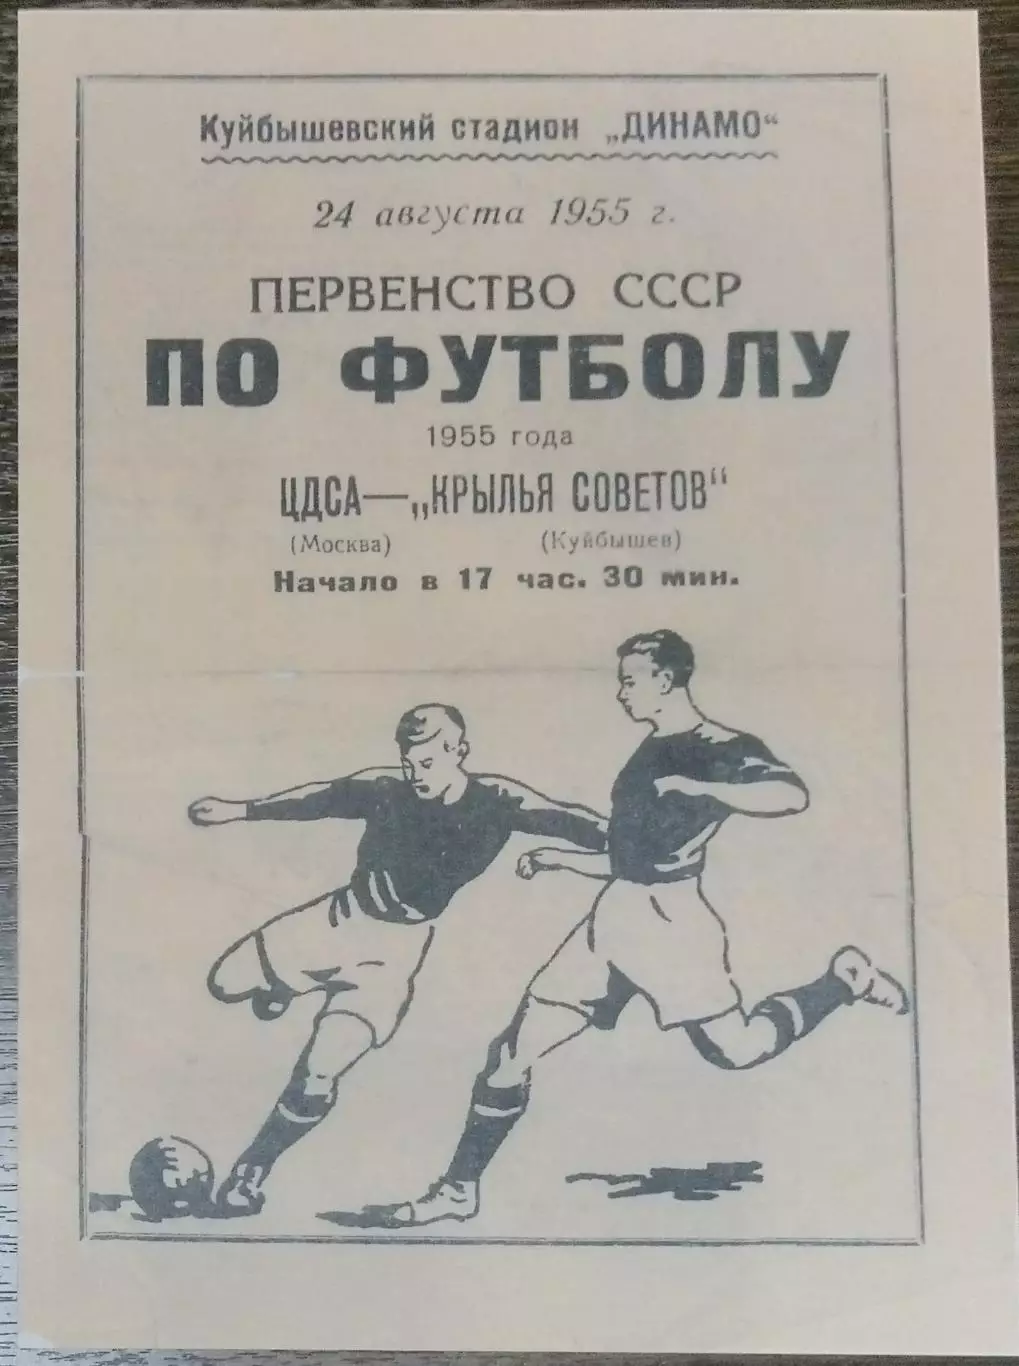 Куйбышевский стадион „ДИНАМО“
24 августа 1955 г.
ПЕРВЕНСТВО СССР
ПО ФУТБОЛУ
1955 года
ЦДСА—„КРЫЛЬЯ СОВЕТОВ“
(Москва) (Куйбышев)
Начало в 17 час. 30 мин.